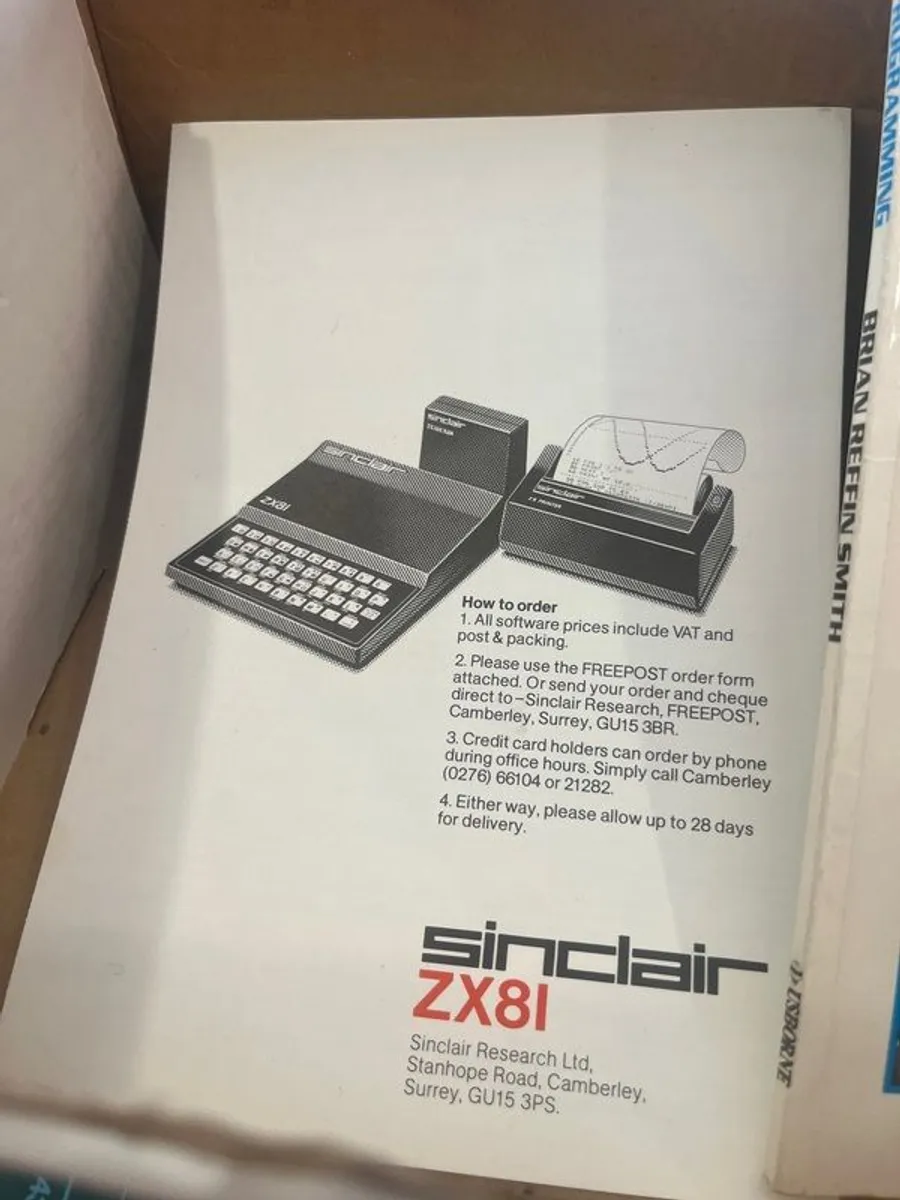 sinclair
sinclair
ZX81
sinclair
ZX PRINTER
How to order
1. All software prices include VAT and
post & packing.
2. Please use the FREEPOST order form
attached. Or send your order and cheque
direct to–Sinclair Research, FREEPOST,
Camberley, Surrey, GU15 3BR.
3. Credit card holders can order by phone
during office hours. Simply call Camberley
(0276) 66104 or 21282.
4. Either way, please allow up to 28 days
for delivery.
sinclair
ZX81
Sinclair Research Ltd,
Stanhope Road, Camberley,
Surrey, GU15 3PS.
BRIAN REFFIN SMITH
USBORNE